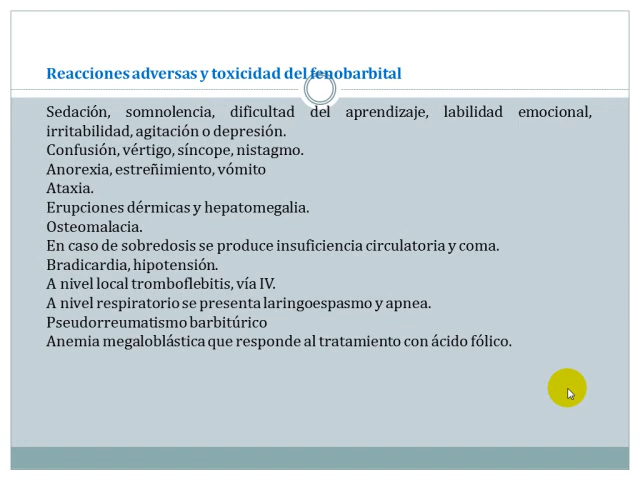 Reacciones adversas y toxicidad del fenobarbital
Sedación, somnolencia, dificultad del aprendizaje, labilidad emocional,
irritabilidad, agitación o depresión.
Confusión, vértigo, síncope, nistagmo.
Anorexia, estreñimiento, vómito
Ataxia.
Erupciones dérmicas y hepatomegalia.
Osteomalacia.
En caso de sobredosis se produce insuficiencia circulatoria y coma.
Bradicardia, hipotensión.
A nivel local tromboflebitis, vía IV.
A nivel respiratorio se presenta laringoespasmo y apnea.
Pseudorreumatismo barbitúrico
Anemia megaloblástica que responde al tratamiento con ácido fólico.